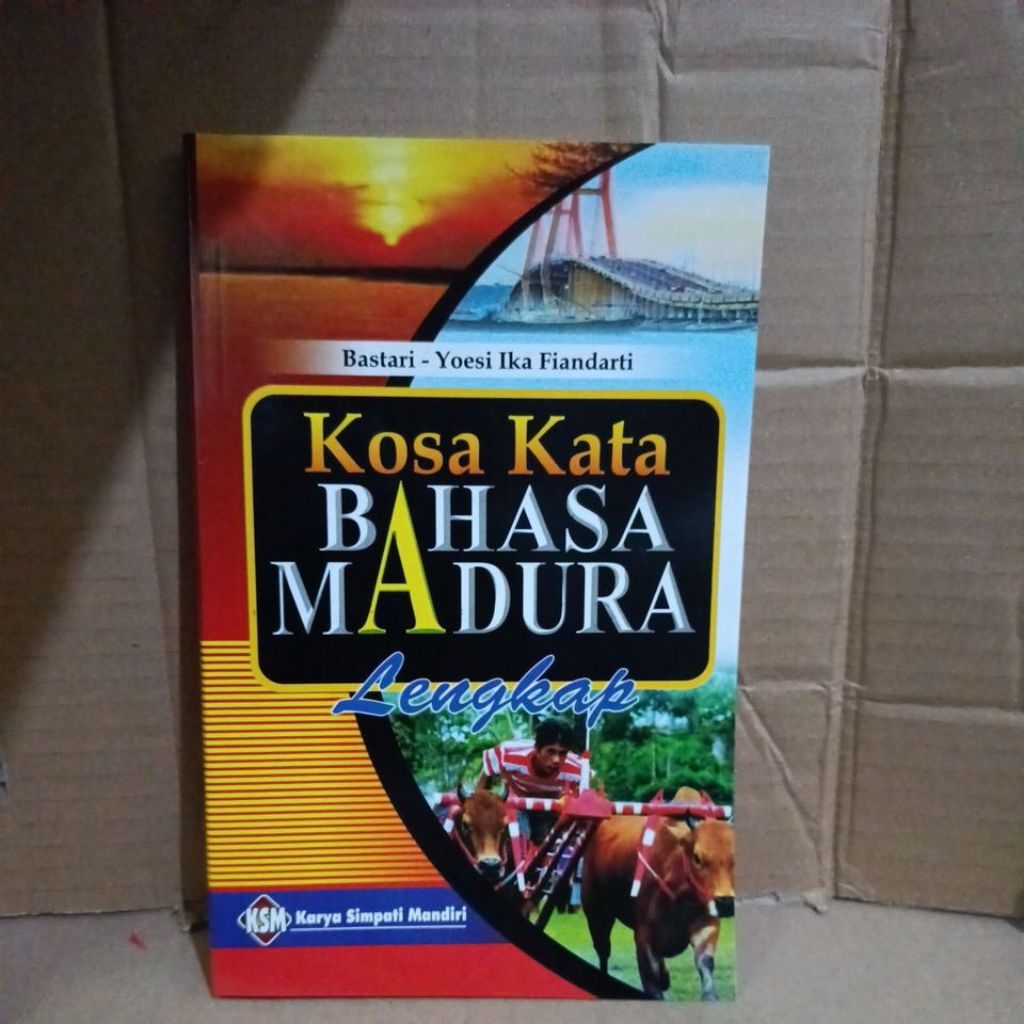 Bastari - Yoesi Ika Fiandarti
Kosa Kata
BAHASA
MADURA
Lengkap
KSM Karya Simpati Mandiri